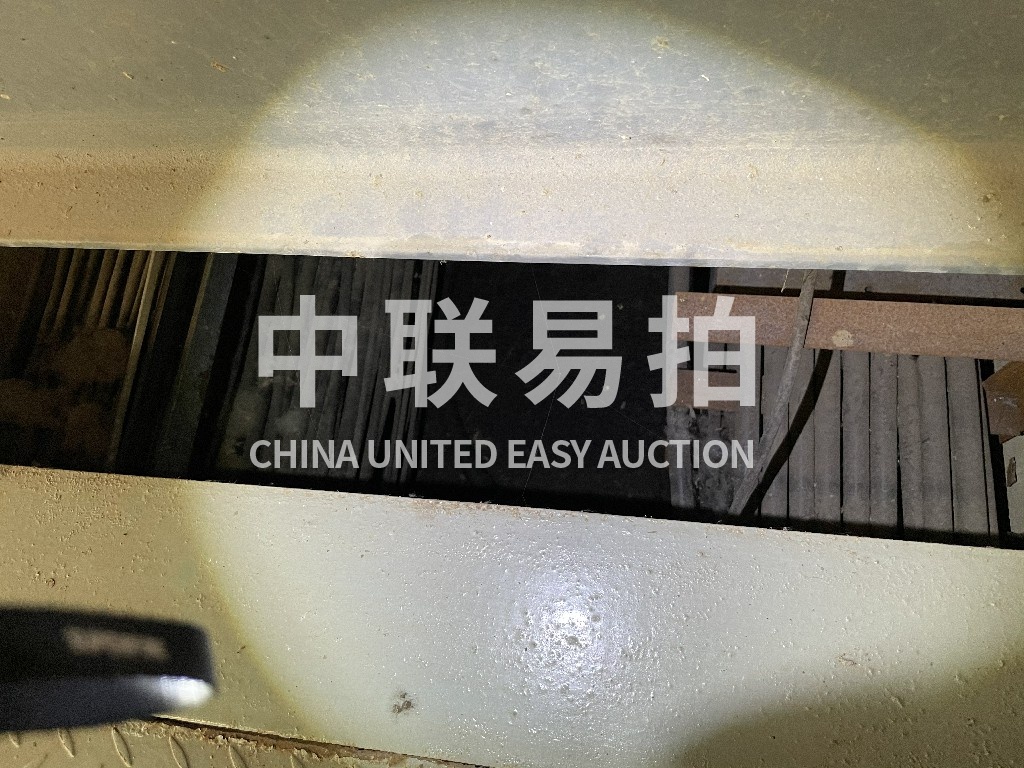 中联易拍
CHINA UNITED EASY AUCTION